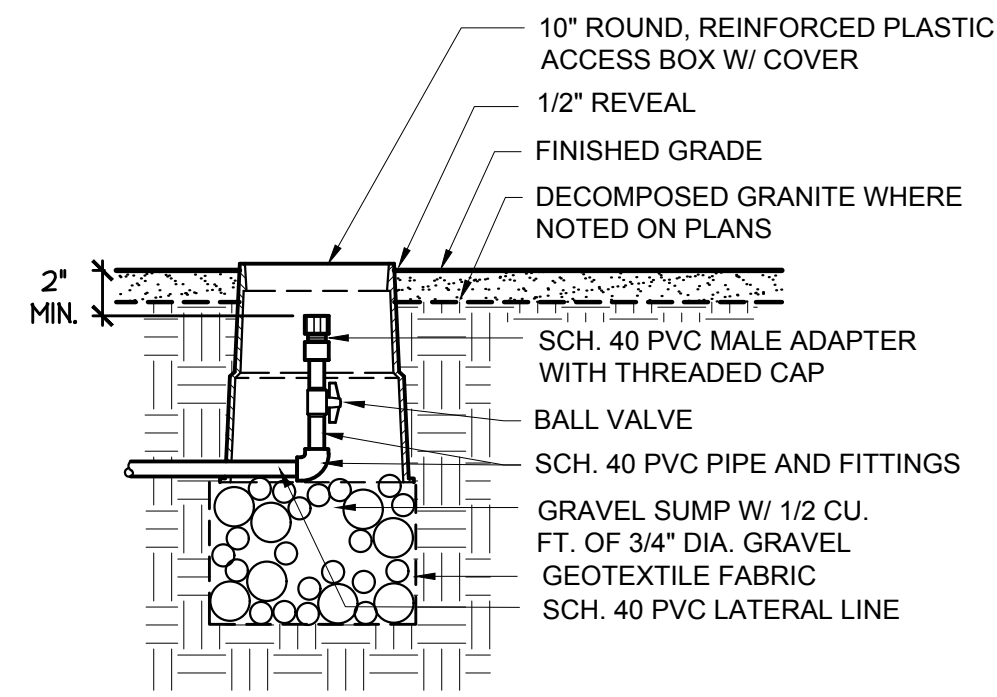 10" ROUND, REINFORCED PLASTIC
ACCESS BOX W/ COVER
1/2" REVEAL
FINISHED GRADE
DECOMPOSED GRANITE WHERE
NOTED ON PLANS
2"
MIN.
SCH. 40 PVC MALE ADAPTER
WITH THREADED CAP
BALL VALVE
SCH. 40 PVC PIPE AND FITTINGS
GRAVEL SUMP W/ 1/2 CU.
FT. OF 3/4" DIA. GRAVEL
GEOTEXTILE FABRIC
SCH. 40 PVC LATERAL LINE